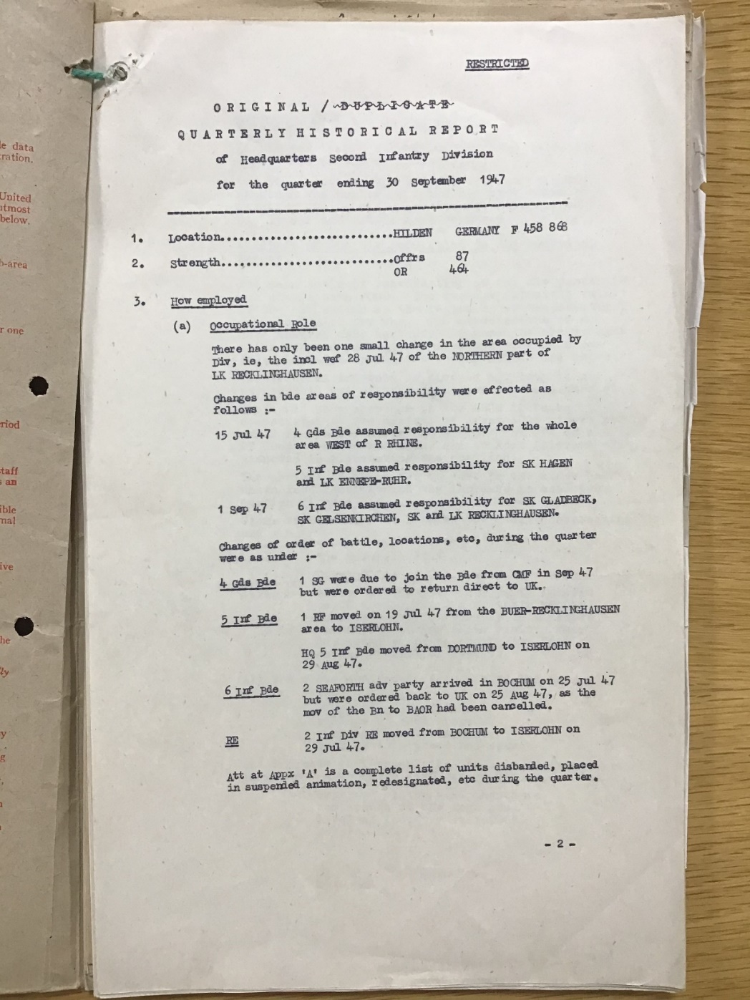 RESTRICTED
ORIGINAL / DUPLICATE
QUARTERLY HISTORICAL REPORT
of Headquarters Second Infantry Division
for the quarter ending 30 September 1947
1. Location............................HILDEN GERMANY F 458 868
2. Strength............................Offrs 87
OR 464
3. How employed
(a) Occupational Role
There has only been one small change in the area occupied by
Div, ie, the incl wef 28 Jul 47 of the NORTHERN part of
LK RECKLINGHAUSEN.
Changes in bde areas of responsibility were effected as
follows :-
15 Jul 47 4 Gds Bde assumed responsibility for the whole
area WEST of R RHINE.
5 Inf Bde assumed responsibility for SK HAGEN
and LK ENNEPE-RUHR.
1 Sep 47 6 Inf Bde assumed responsibility for SK GLADBECK,
SK GELSENKIRCHEN, SK and LK RECKLINGHAUSEN.
Changes of order of battle, locations, etc, during the quarter
were as under :-
4 Gds Bde 1 SG were due to join the Bde from CMF in Sep 47
but were ordered to return direct to UK.
5 Inf Bde 1 RF moved on 19 Jul 47 from the BUER-RECKLINGHAUSEN
area to ISERLOHN.
HQ 5 Inf Bde moved from DORTMUND to ISERLOHN on
29 Aug 47.
6 Inf Bde 2 SEAFORTH adv party arrived in BOCHUM on 25 Jul 47
but were ordered back to UK on 25 Aug 47, as the
mov of the Bn to BAOR had been cancelled.
RE 2 Inf Div RE moved from BOCHUM to ISERLOHN on
29 Jul 47.
Att at Appx 'A' is a complete list of units disbanded, placed
in suspended animation, redesignated, etc during the quarter.
- 2 -
data
United
below.
one
an